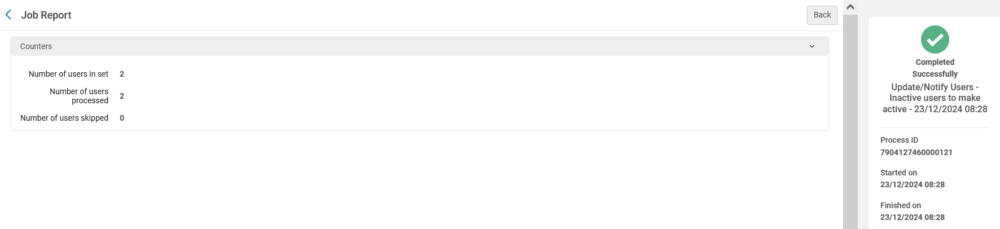 Job Report
Back
Counters
Number of users in set 2
Number of users
processed 2
Number of users skipped 0
Completed
Successfully
Update/Notify Users -
Inactive users to make
active - 23/12/2024 08:28
Process ID
7904127460000121
Started on
23/12/2024 08:28
Finished on
23/12/2024 08:28